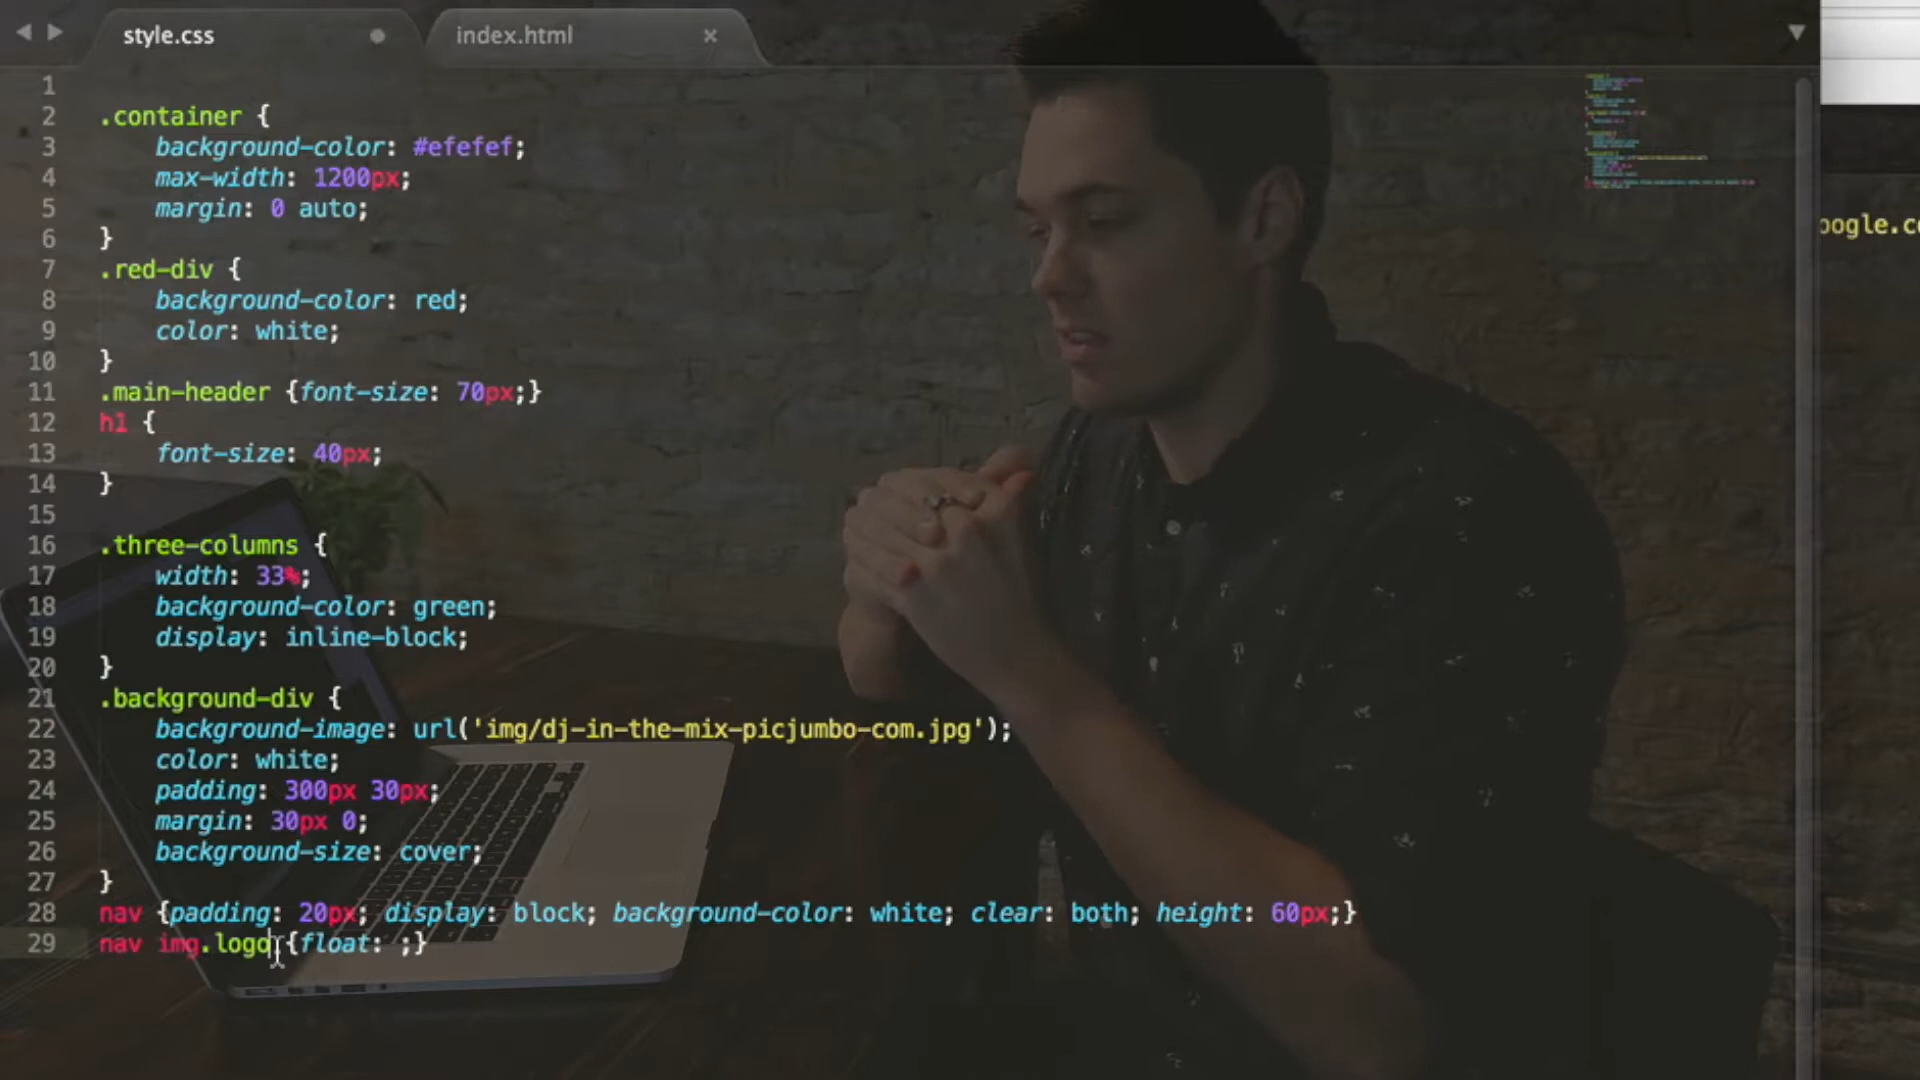 style.css
index.html
1
2 .container {
3 background-color: #efefef;
4 max-width: 1200px;
5 margin: 0 auto;
6 }
7 .red-div {
8 background-color: red;
9 color: white;
10 }
11 .main-header {font-size: 70px;}
12 h1 {
13 font-size: 40px;
14 }
15
16 .three-columns {
17 width: 33%;
18 background-color: green;
19 display: inline-block;
20 }
21 .background-div {
22 background-image: url('img/dj-in-the-mix-picjumbo-com.jpg');
23 color: white;
24 padding: 300px 30px;
25 margin: 30px 0;
26 background-size: cover;
27 }
28 nav {padding: 20px; display: block; background-color: white; clear: both; height: 60px;}
29 nav img.logo {float: ;}